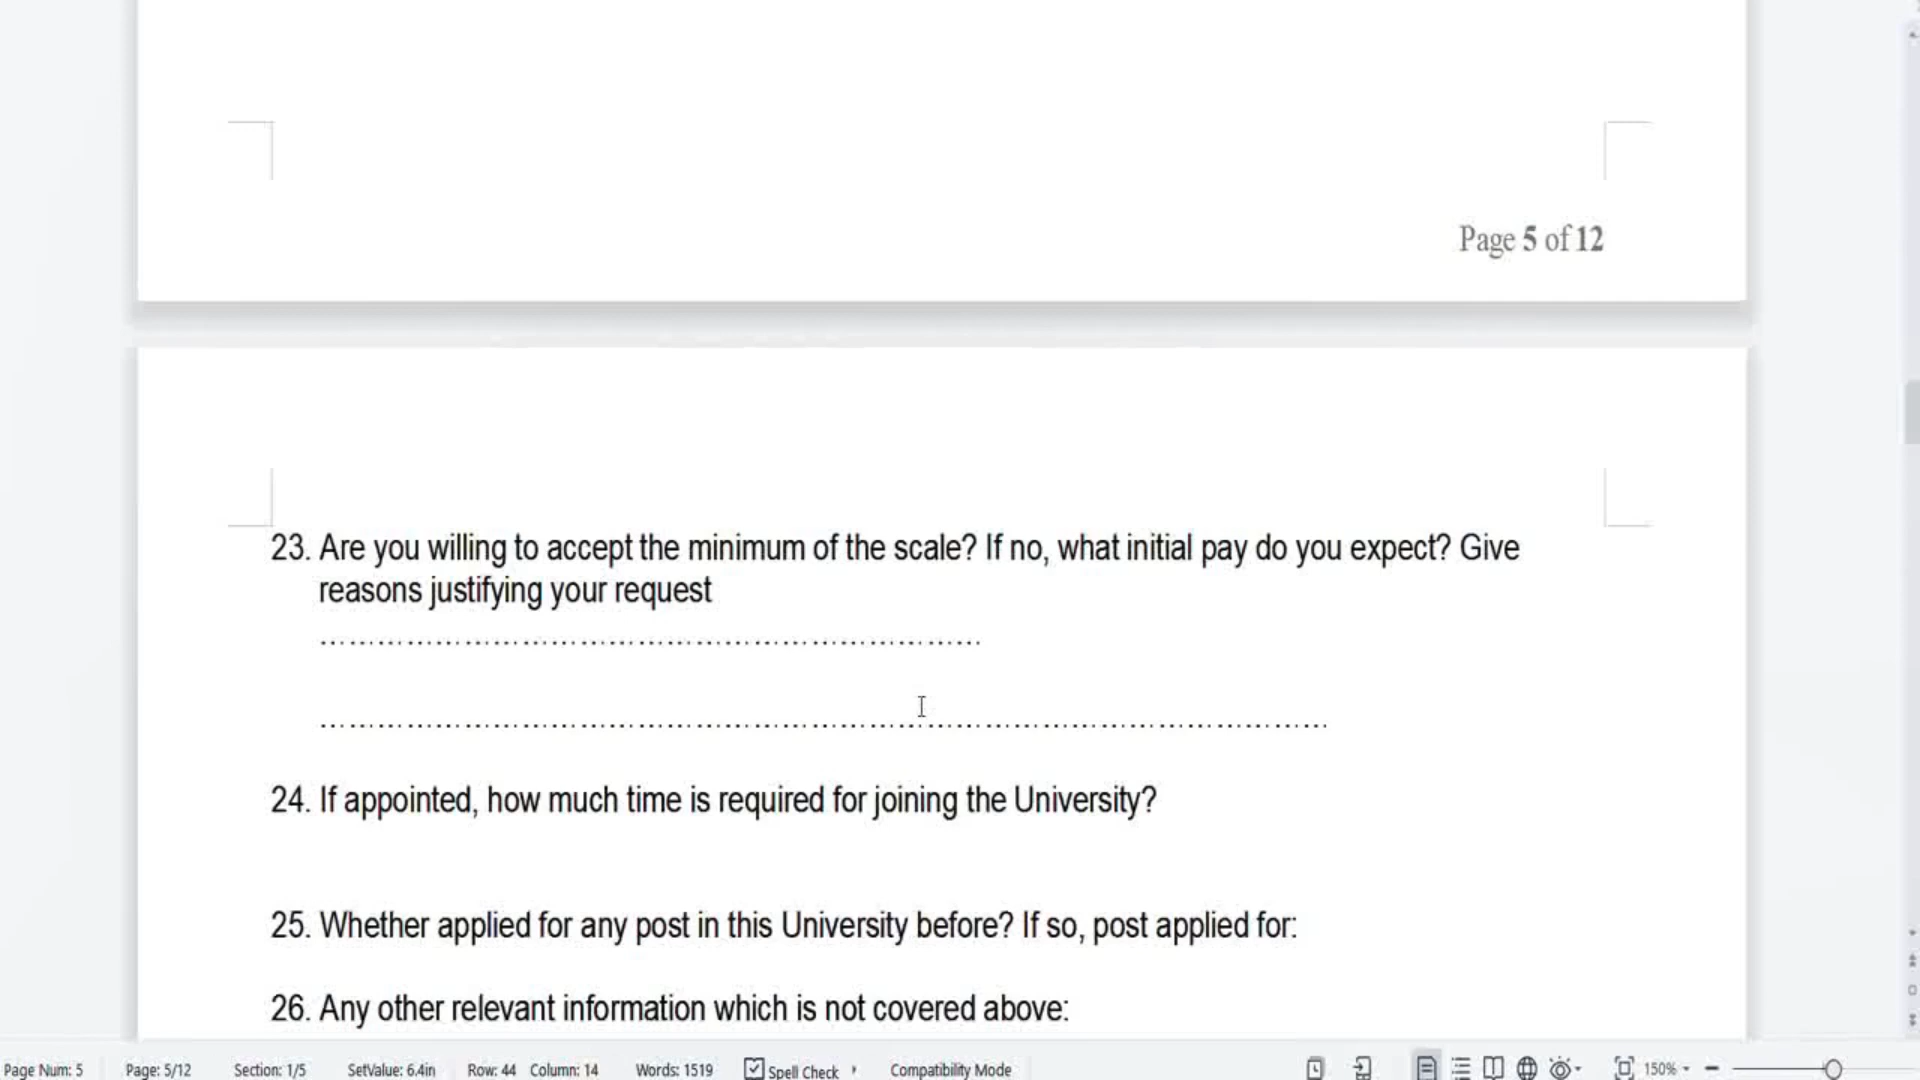 Page 5 of 12
23. Are you willing to accept the minimum of the scale? If no, what initial pay do you expect? Give
reasons justifying your request
……………………………………………………………
……………………………………………………………………………………………
24. If appointed, how much time is required for joining the University?
25. Whether applied for any post in this University before? If so, post applied for:
26. Any other relevant information which is not covered above:
Page Num: 5 Page: 5/12 Section: 1/5 SetValue: 6.4in Row: 44 Column: 14 Words: 1519 Spell Check Compatibility Mode 150%